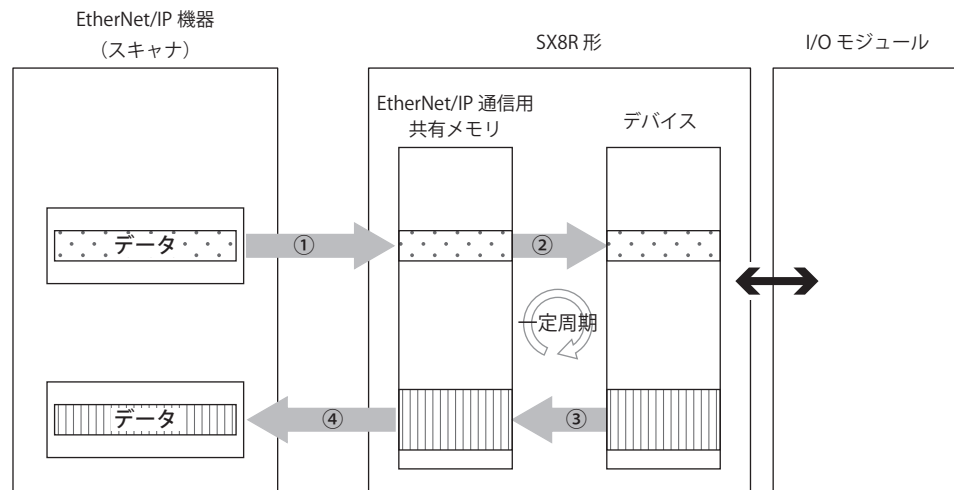 EtherNet/IP 機器
（スキャナ）
SX8R 形
I/O モジュール
EtherNet/IP 通信用
共有メモリ
デバイス
データ
①
②
一定周期
データ
④
③